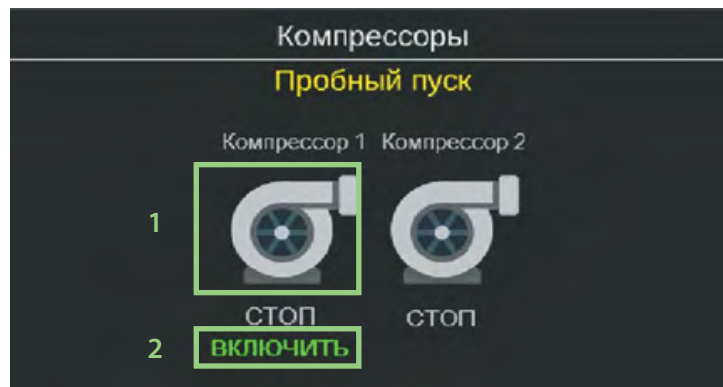 Компрессоры
Пробный пуск
Компрессор 1 Компрессор 2
1
СТОП СТОП
2 ВКЛЮЧИТЬ